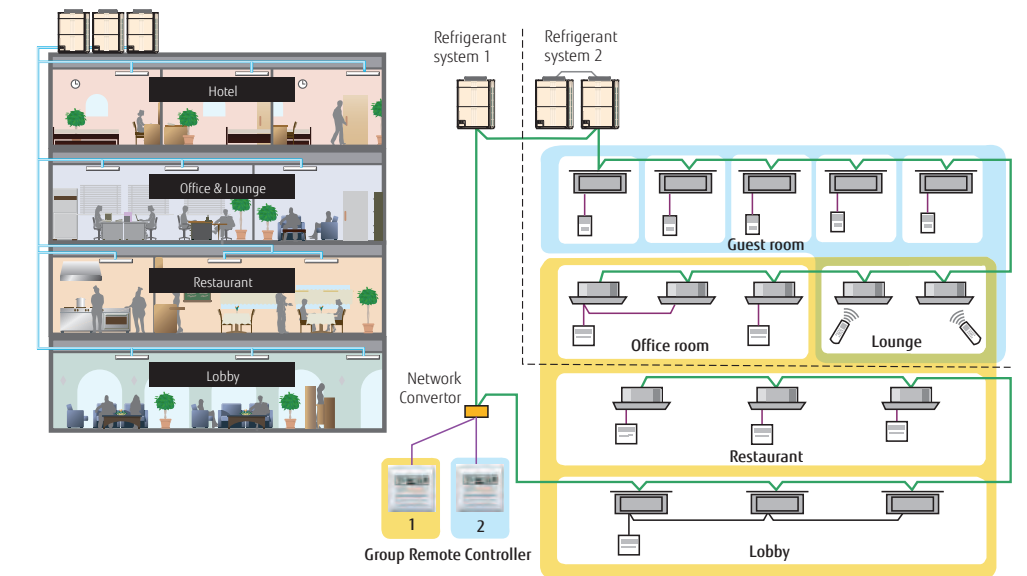 Hotel
Office & Lounge
Restaurant
Lobby
Refrigerant
system 1
Refrigerant
system 2
Guest room
Office room
Lounge
Network
Convertor
Restaurant
Lobby
1
2
Group Remote Controller